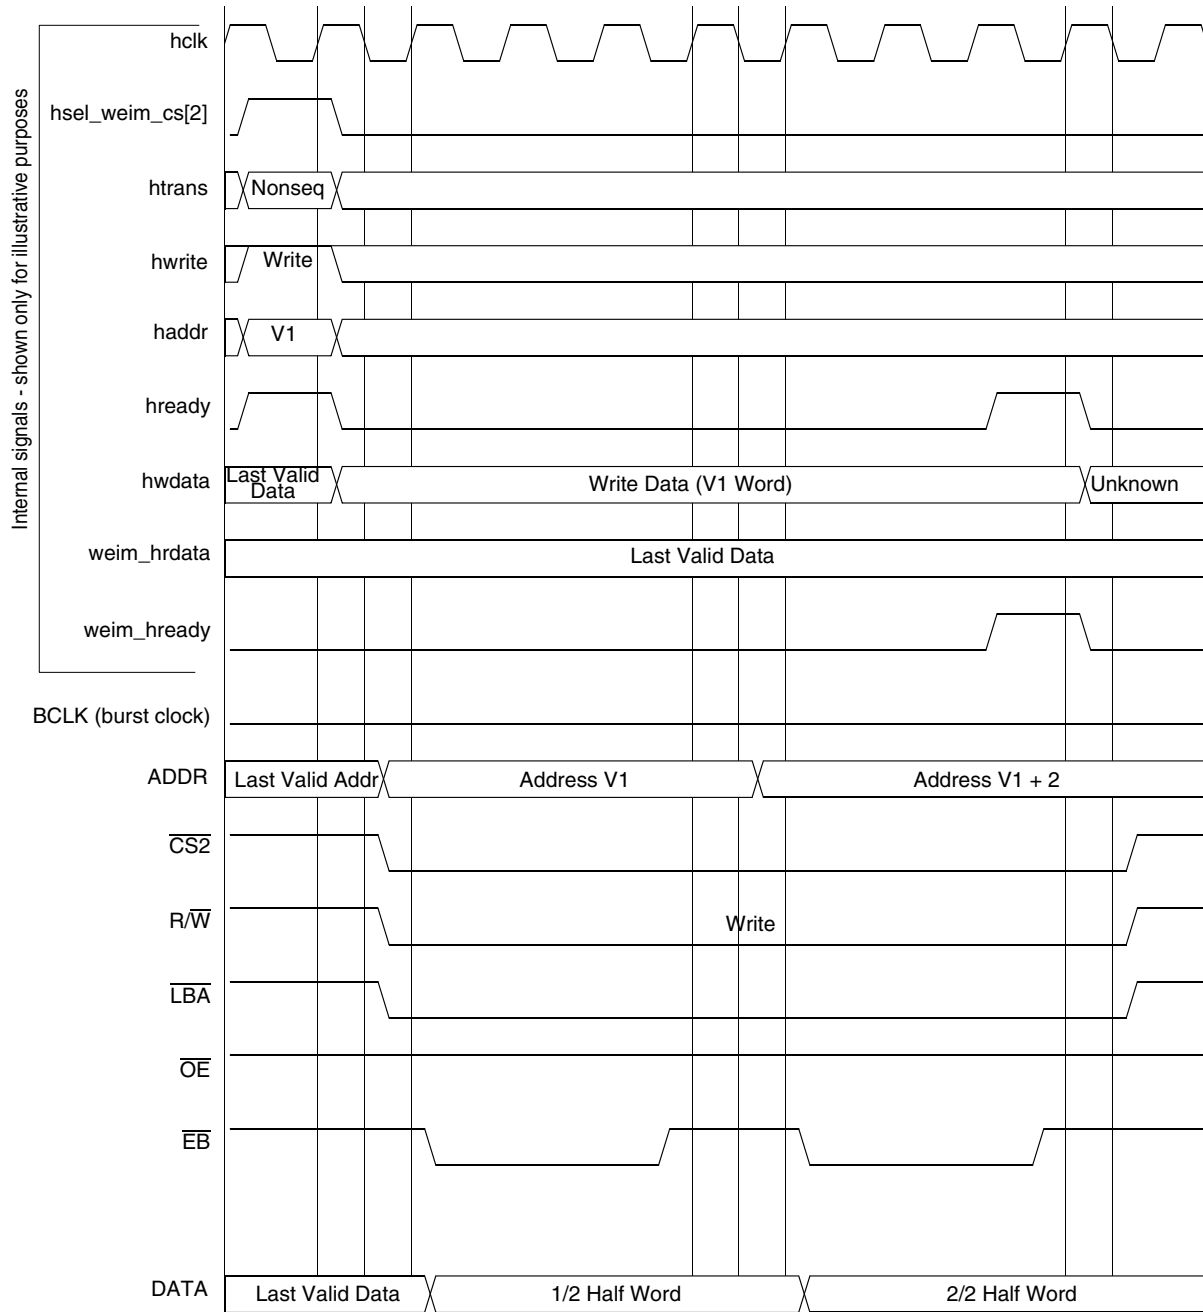 Internal signals - shown only for illustrative purposes
hclk
hsel_weim_cs[2]
htrans
Nonseq
hwrite
Write
haddr
V1
hready
hwdata
Last Valid
Data
Write Data (V1 Word)
Unknown
weim_hrdata
Last Valid Data
weim_hready
BCLK (burst clock)
ADDR
Last Valid Addr
Address V1
Address V1 + 2
CS2
R/W
Write
LBA
OE
EB
DATA
Last Valid Data
1/2 Half Word
2/2 Half Word